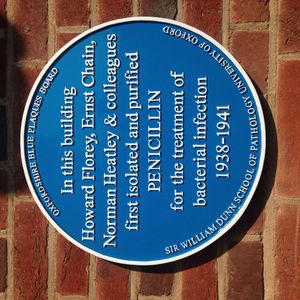 OXFORDSHIRE BLUE PLAQUES BOARD
In this building
Howard Florey, Ernst Chain,
Norman Heatley & colleagues
first isolated and purified
PENICILLIN
for the treatment of
bacterial infection
1938-1941
SIR WILLIAM DUNN SCHOOL OF PATHOLOGY UNIVERSITY OF OXFORD